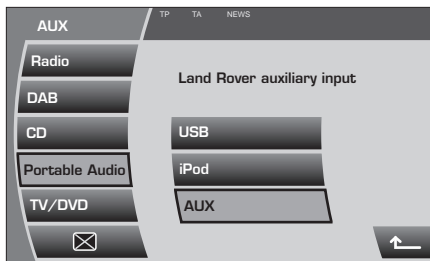 AUX
TP TA NEWS
Radio
DAB
CD
Portable Audio
TV/DVD
Land Rover auxiliary input
USB
iPod
AUX